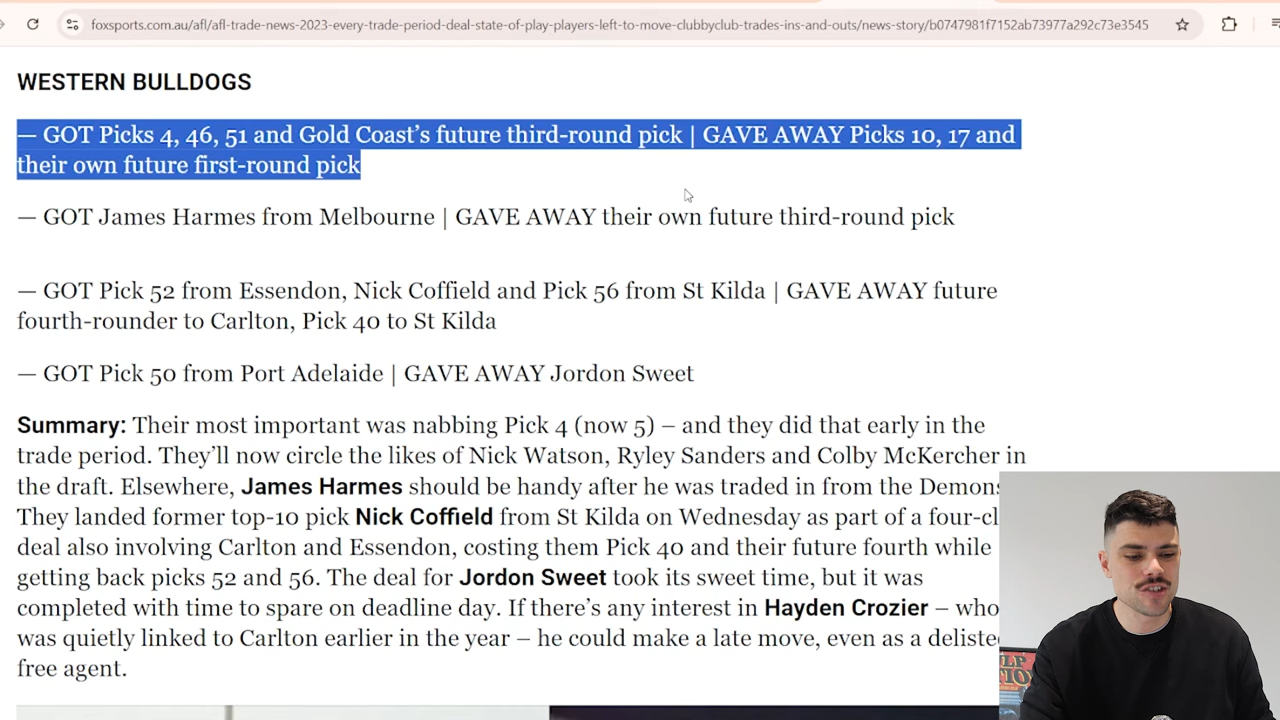 foxsports.com.au/afl/afl-trade-news-2023-every-trade-period-deal-state-of-play-players-left-to-move-clubbyclub-trades-ins-and-outs/news-story/b0747981f7152ab73977a292c73e3545
WESTERN BULLDOGS
— GOT Picks 4, 46, 51 and Gold Coast’s future third-round pick | GAVE AWAY Picks 10, 17 and
their own future first-round pick
— GOT James Harmes from Melbourne | GAVE AWAY their own future third-round pick
— GOT Pick 52 from Essendon, Nick Coffield and Pick 56 from St Kilda | GAVE AWAY future
fourth-rounder to Carlton, Pick 40 to St Kilda
— GOT Pick 50 from Port Adelaide | GAVE AWAY Jordon Sweet
Summary: Their most important was nabbing Pick 4 (now 5) – and they did that early in the
trade period. They’ll now circle the likes of Nick Watson, Ryley Sanders and Colby McKercher in
the draft. Elsewhere, James Harmes should be handy after he was traded in from the Demons
They landed former top-10 pick Nick Coffield from St Kilda on Wednesday as part of a four-cl
deal also involving Carlton and Essendon, costing them Pick 40 and their future fourth while
getting back picks 52 and 56. The deal for Jordon Sweet took its sweet time, but it was
completed with time to spare on deadline day. If there’s any interest in Hayden Crozier – who
was quietly linked to Carlton earlier in the year – he could make a late move, even as a deliste
free agent.